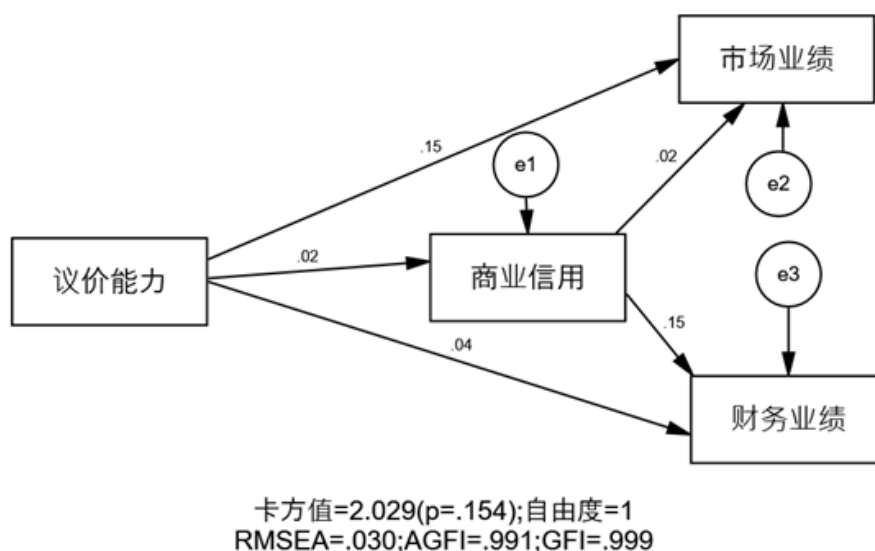 市场业绩
.15
e1
.02
e2
议价能力
.02
商业信用
e3
.15
.04
财务业绩
卡方值=2.029(p=.154);自由度=1
RMSEA=.030;AGFI=.991;GFI=.999